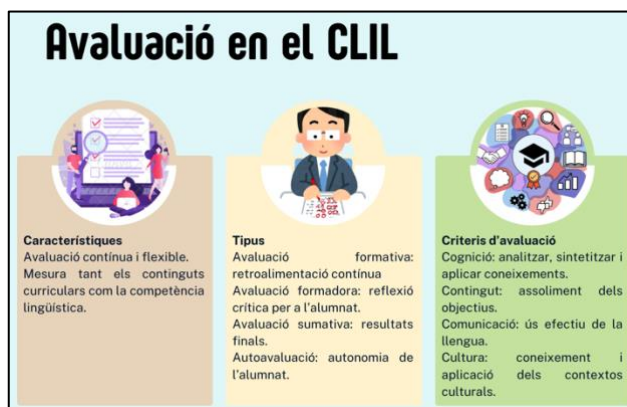 Avaluació en el CLIL
Característiques
Avaluació contínua i flexible.
Mesura tant els continguts
curriculars com la competència
lingüística.
Tipus
Avaluació formativa:
retroalimentació contínua
Avaluació formadora: reflexió
crítica per a l'alumnat.
Avaluació sumativa: resultats
finals.
Autoavaluació: autonomia de
l'alumnat.
Criteris d'avaluació
Cognició: analitzar, sintetitzar i
aplicar coneixements.
Contingut: assoliment dels
objectius.
Comunicació: ús efectiu de la
llengua.
Cultura: coneixement i
aplicació dels contextos
culturals.